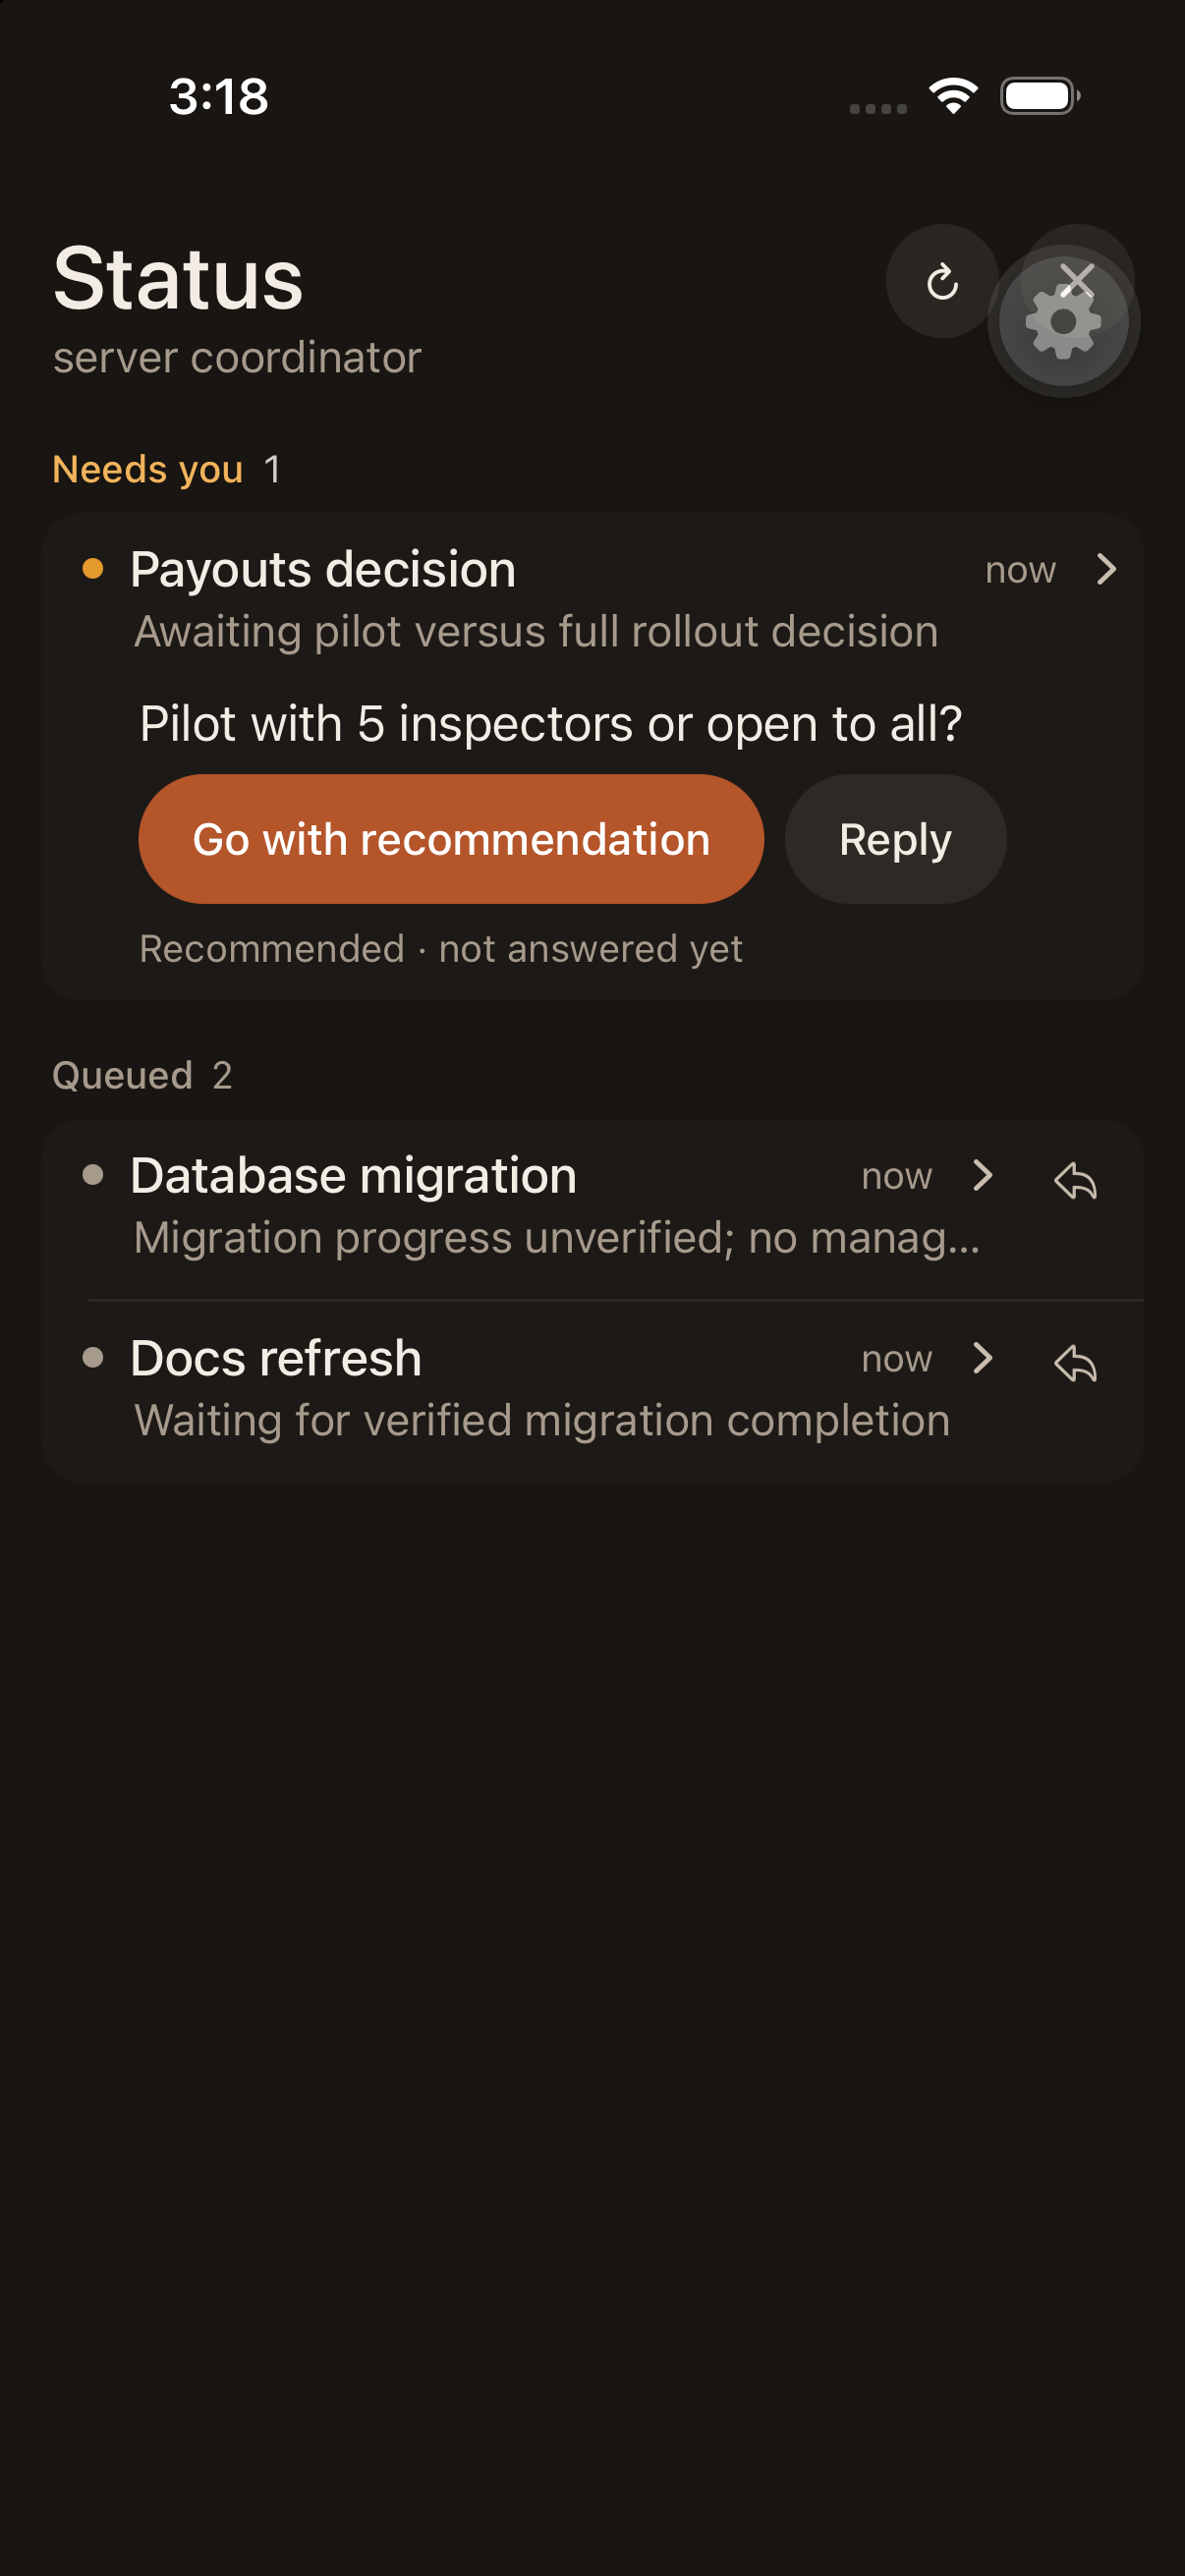 3:18
Status
server coordinator
Needs you 1
Payouts decision now
Awaiting pilot versus full rollout decision
Pilot with 5 inspectors or open to all?
Go with recommendation Reply
Recommended · not answered yet
Queued 2
Database migration now
Migration progress unverified; no manag...
Docs refresh now
Waiting for verified migration completion